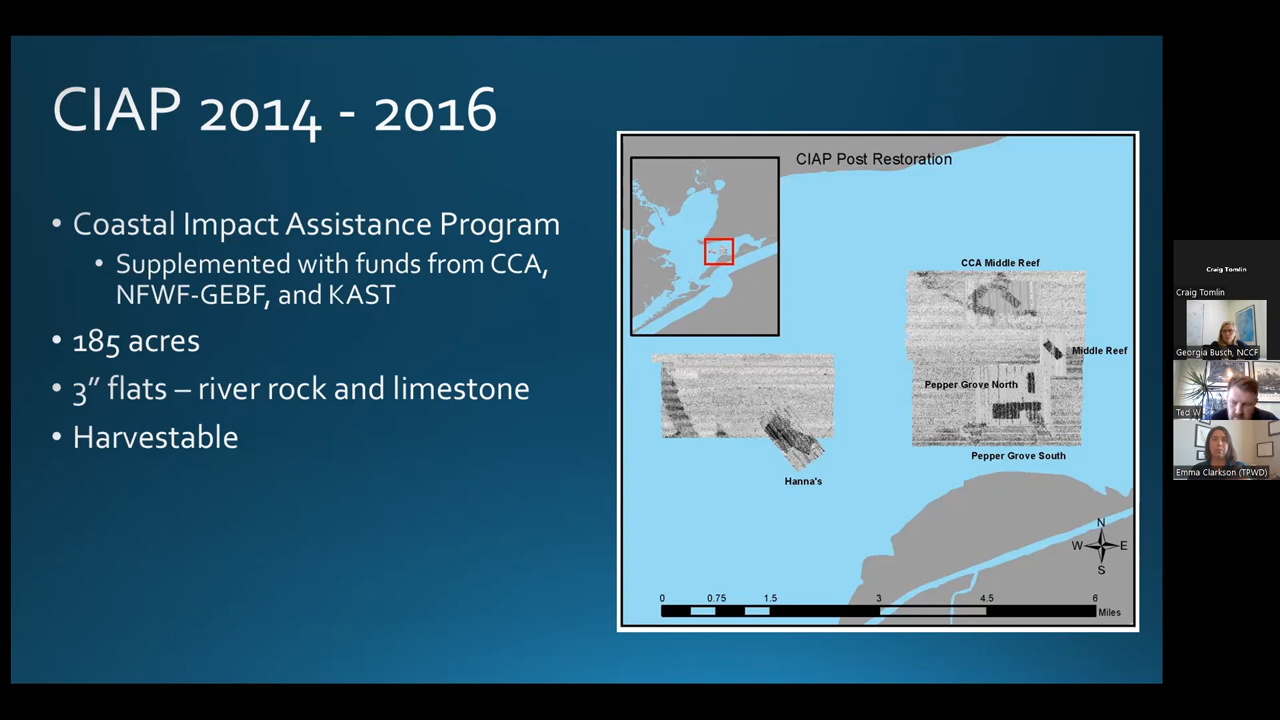 CIAP 2014 - 2016
• Coastal Impact Assistance Program
• Supplemented with funds from CCA,
NFWF-GEBF, and KAST
• 185 acres
• 3” flats – river rock and limestone
• Harvestable
CIAP Post Restoration
CCA Middle Reef
Middle Reef
Pepper Grove North
Pepper Grove South
Hanna's
N
W E
S
0 0.75 1.5 3 4.5 6
Miles
Craig Tomlin
Craig Tomlin
Georgia Busch, NCCF
Ted W
Emma Clarkson (TPWD)